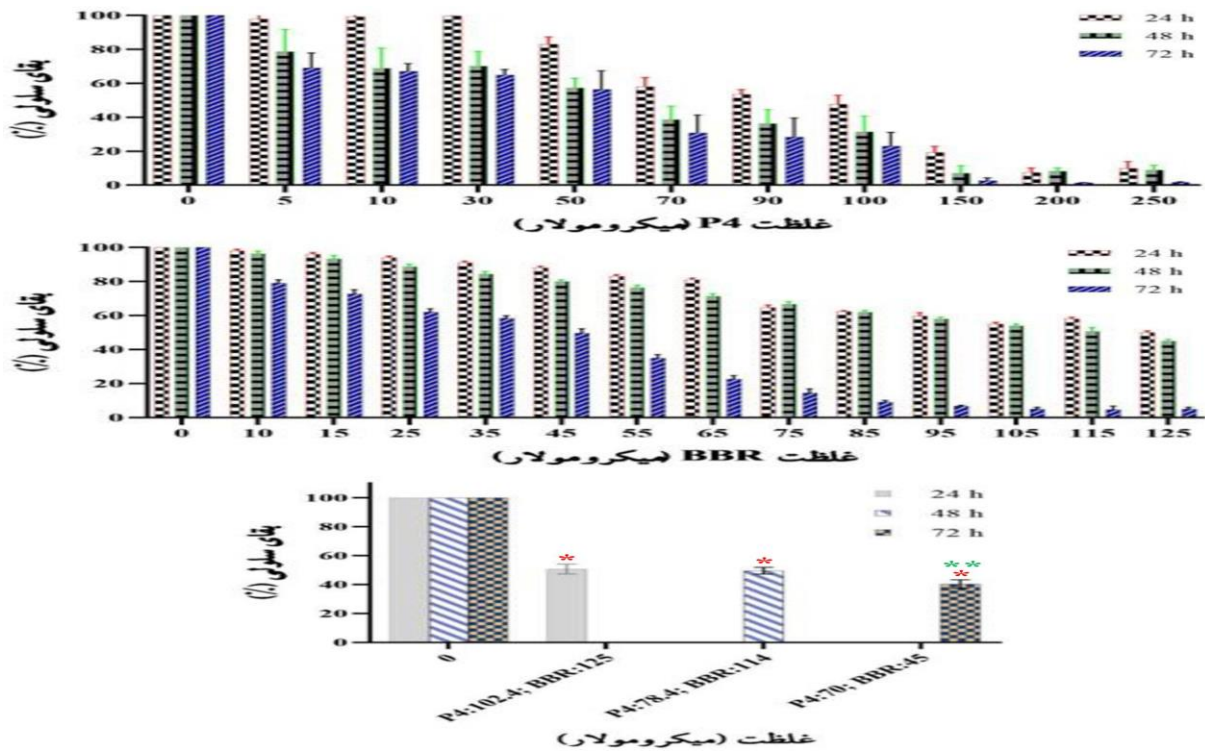 100
80
60
40
20
0
بقای سلولی (%)
24 h
48 h
72 h
0 5 10 30 50 70 90 100 150 200 250
غلظت P4 (میکرومولار)
100
80
60
40
20
0
بقای سلولی (%)
24 h
48 h
72 h
0 10 15 25 35 45 55 65 75 85 95 105 115 125
غلظت BBR (میکرومولار)
100
80
60
40
20
0
بقای سلولی (%)
24 h
48 h
72 h
*
*
**
*
0
P4:102.4; BBR:125
P4:78.4; BBR:114
P4:70; BBR:45
غلظت (میکرومولار)